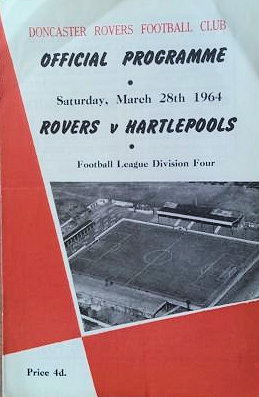 DONCASTER ROVERS FOOTBALL CLUB
OFFICIAL PROGRAMME
•
Saturday, March 28th 1964
ROVERS v HARTLEPOOLS
•
Football League Division Four
Price 4d.